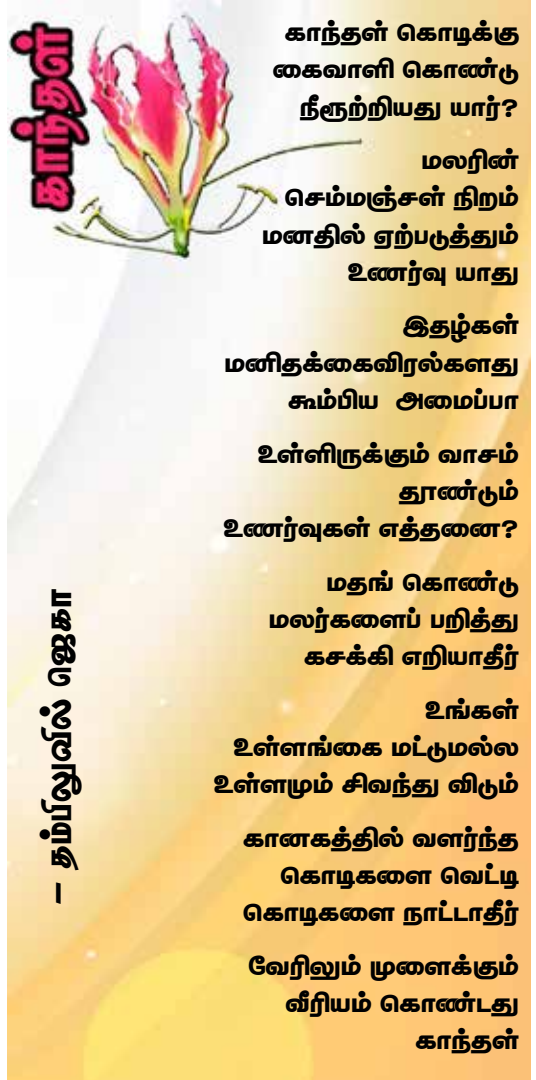 காந்தள்
காந்தள் கொடிக்கு
கைவாளி கொண்டு
நீரூற்றியது யார்?
மலரின்
செம்மஞ்சள் நிறம்
மனதில் ஏற்படுத்தும்
உணர்வு யாது
இதழ்கள்
மனிதக்கைவிரல்களது
கூம்பிய அமைப்பா
உள்ளிருக்கும் வாசம்
தூண்டும்
உணர்வுகள் எத்தனை?
மதங் கொண்டு
மலர்களைப் பறித்து
கசக்கி எறியாதீர்
உங்கள்
உள்ளங்கை மட்டுமல்ல
உள்ளமும் சிவந்து விடும்
கானகத்தில் வளர்ந்த
கொடிகளை வெட்டி
கொடிகளை நாட்டாதீர்
வேரிலும் முளைக்கும்
வீரியம் கொண்டது
காந்தள்
– தம்பிலுவில் ஜெகா